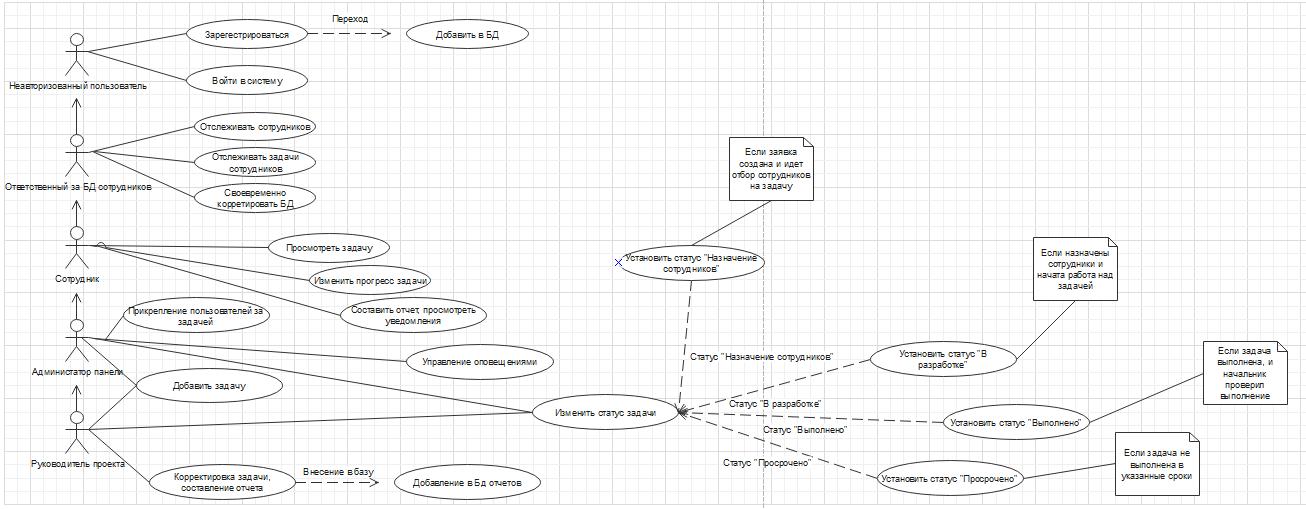 Переход
Зарегестрироваться
Добавить в БД
Войти в систему
Неавторизованный пользователь
Отслеживать сотрудников
Отслеживать задачи
сотрудников
Ответственный за БД сотрудников
Своевременно
корретировать БД
Если заявка
создана и идет
отбор сотрудников
на задачу
Просмотреть задачу
Сотрудник
Изменить прогресс задачи
Установить статус "Назначение
сотрудников"
Если назначены
сотрудники и
начата работа над
задачей
Прикрепление пользователей за
задачей
Составить отчет, просмотреть
уведомления
Админстатор панели
Управление оповещениями
Статус "Назначение сотрудников"
Установить статус "В
разработке"
Если задача
выполнена, и
начальник
проверил
выполнение
Добавить задачу
Изменить статус задачи
Статус "В разработке"
Статус "Выполнено"
Установить статус "Выполнено"
Руководитель проекта
Статус "Просрочено"
Если задача не
выполнена в
указанные сроки
Корректировка задачи,
составление отчета
Внесение в базу
Добавление в Бд отчетов
Установить статус "Просрочено"